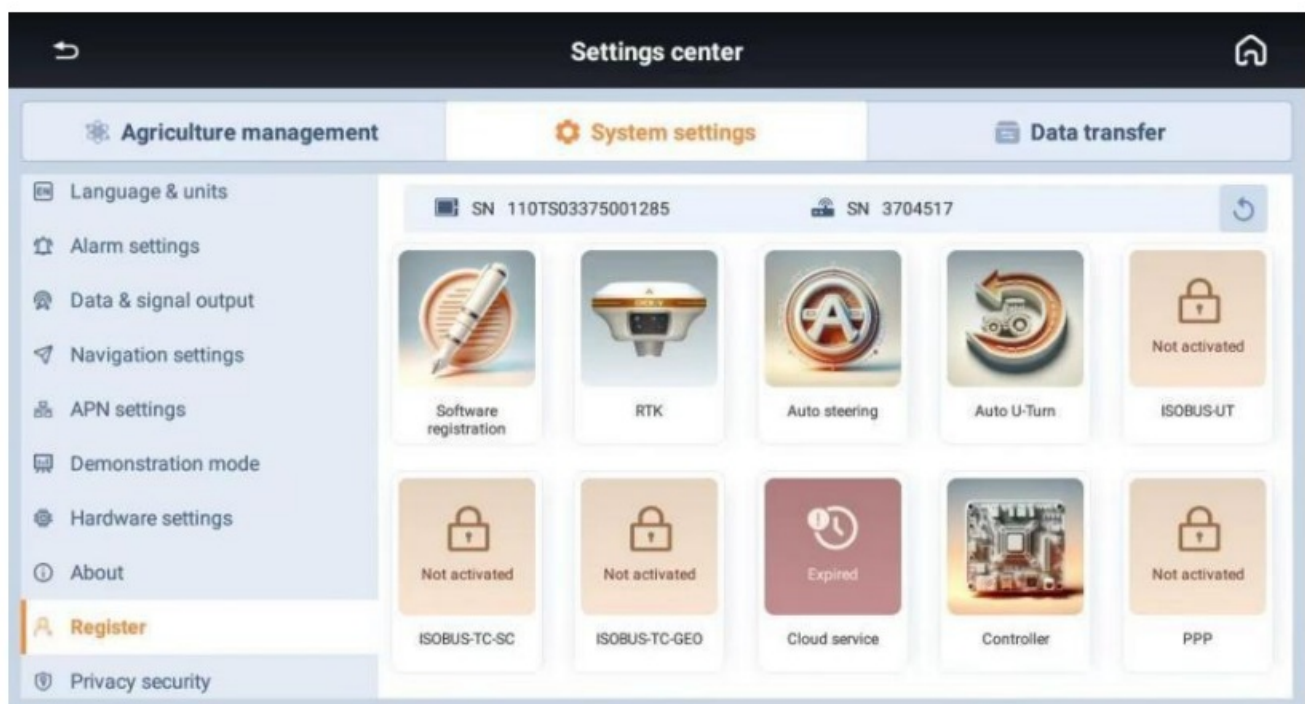 Settings center
Agriculture management
System settings
Data transfer
Language & units
Alarm settings
Data & signal output
Navigation settings
APN settings
Demonstration mode
Hardware settings
About
Register
Privacy security
SN 110TS03375001285
SN 3704517
Software
registration
RTK
Auto steering
Auto U-Turn
Not activated
ISOBUS-UT
Not activated
ISOBUS-TC-SC
Not activated
ISOBUS-TC-GEO
Expired
Cloud service
Controller
Not activated
PPP